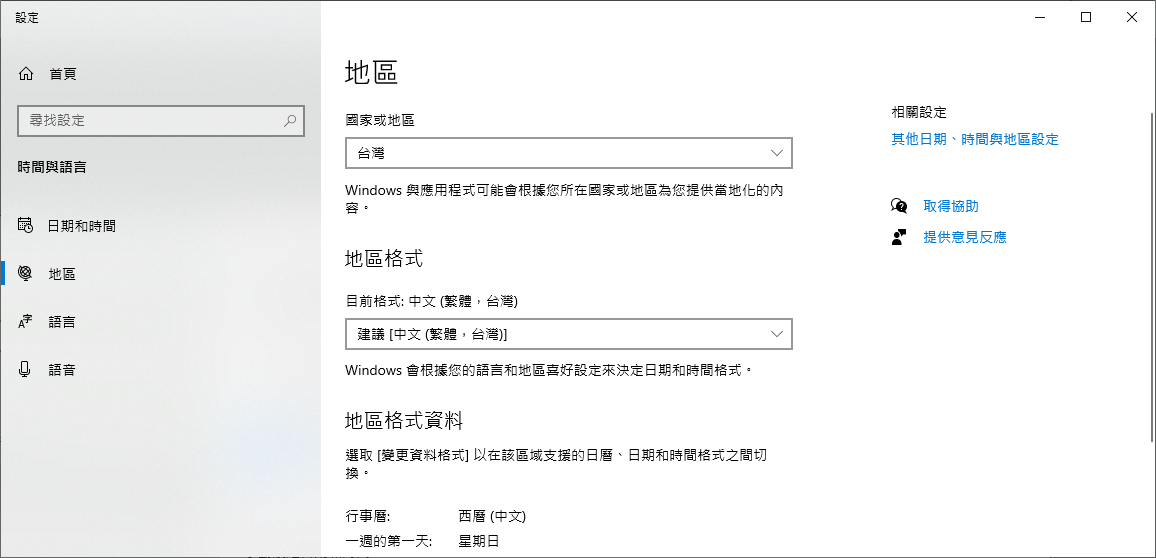 設定
首頁
尋找設定
時間與語言
日期和時間
地區
語言
語音
地區
國家或地區
台灣
Windows 與應用程式可能會根據您所在國家或地區為您提供當地化的內
容。
地區格式
目前格式: 中文 (繁體，台灣)
建議 [中文 (繁體，台灣)]
Windows 會根據您的語言和地區喜好設定來決定日期和時間格式。
地區格式資料
選取 [變更資料格式] 以在該區域支援的日曆、日期和時間格式之間切
換。
行事曆: 西曆 (中文)
一週的第一天: 星期日
相關設定
其他日期、時間與地區設定
取得協助
提供意見反應